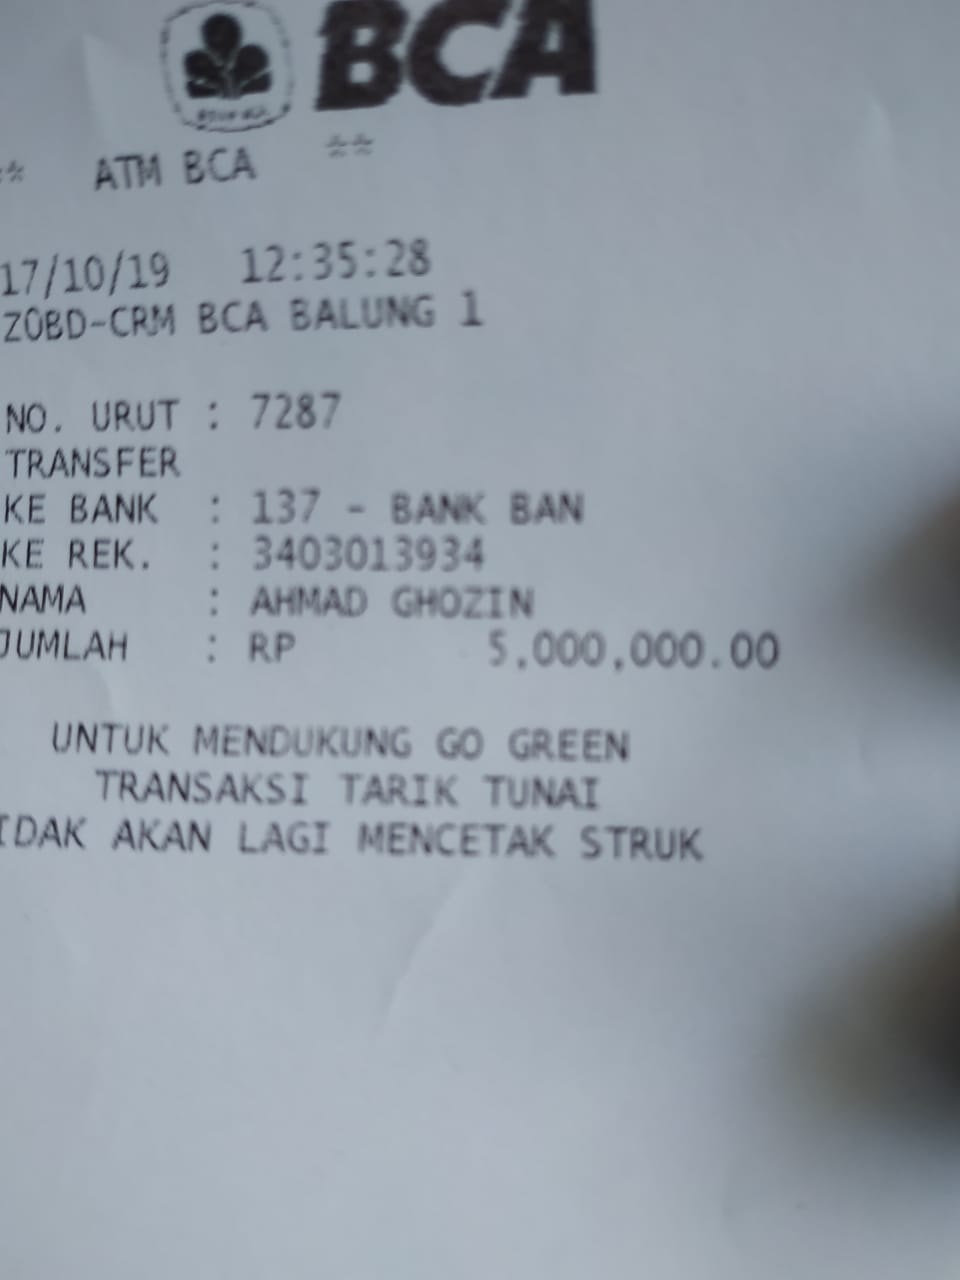 BCA
** ATM BCA **
17/10/19 12:35:28
ZOBD-CRM BCA BALUNG 1
NO. URUT : 7287
TRANSFER
KE BANK : 137 - BANK BAN
KE REK. : 3403013934
NAMA : AHMAD GHOZIN
JUMLAH : RP 5,000,000.00
UNTUK MENDUKUNG GO GREEN
TRANSAKSI TARIK TUNAI
IDAK AKAN LAGI MENCETAK STRUK